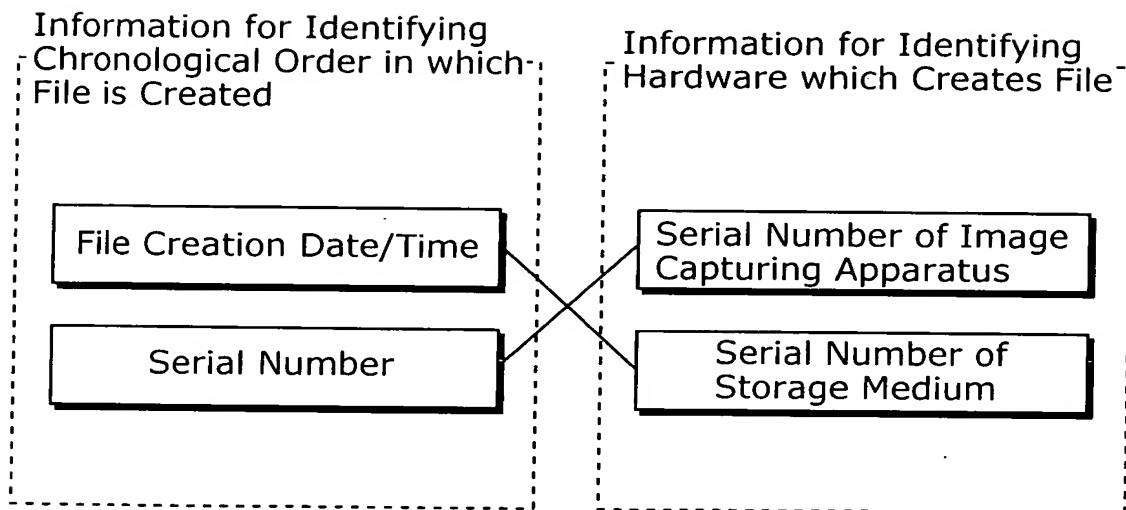 Information for Identifying
Chronological Order in which
File is Created
Information for Identifying
Hardware which Creates File
File Creation Date/Time
Serial Number
Serial Number of Image
Capturing Apparatus
Serial Number of
Storage Medium